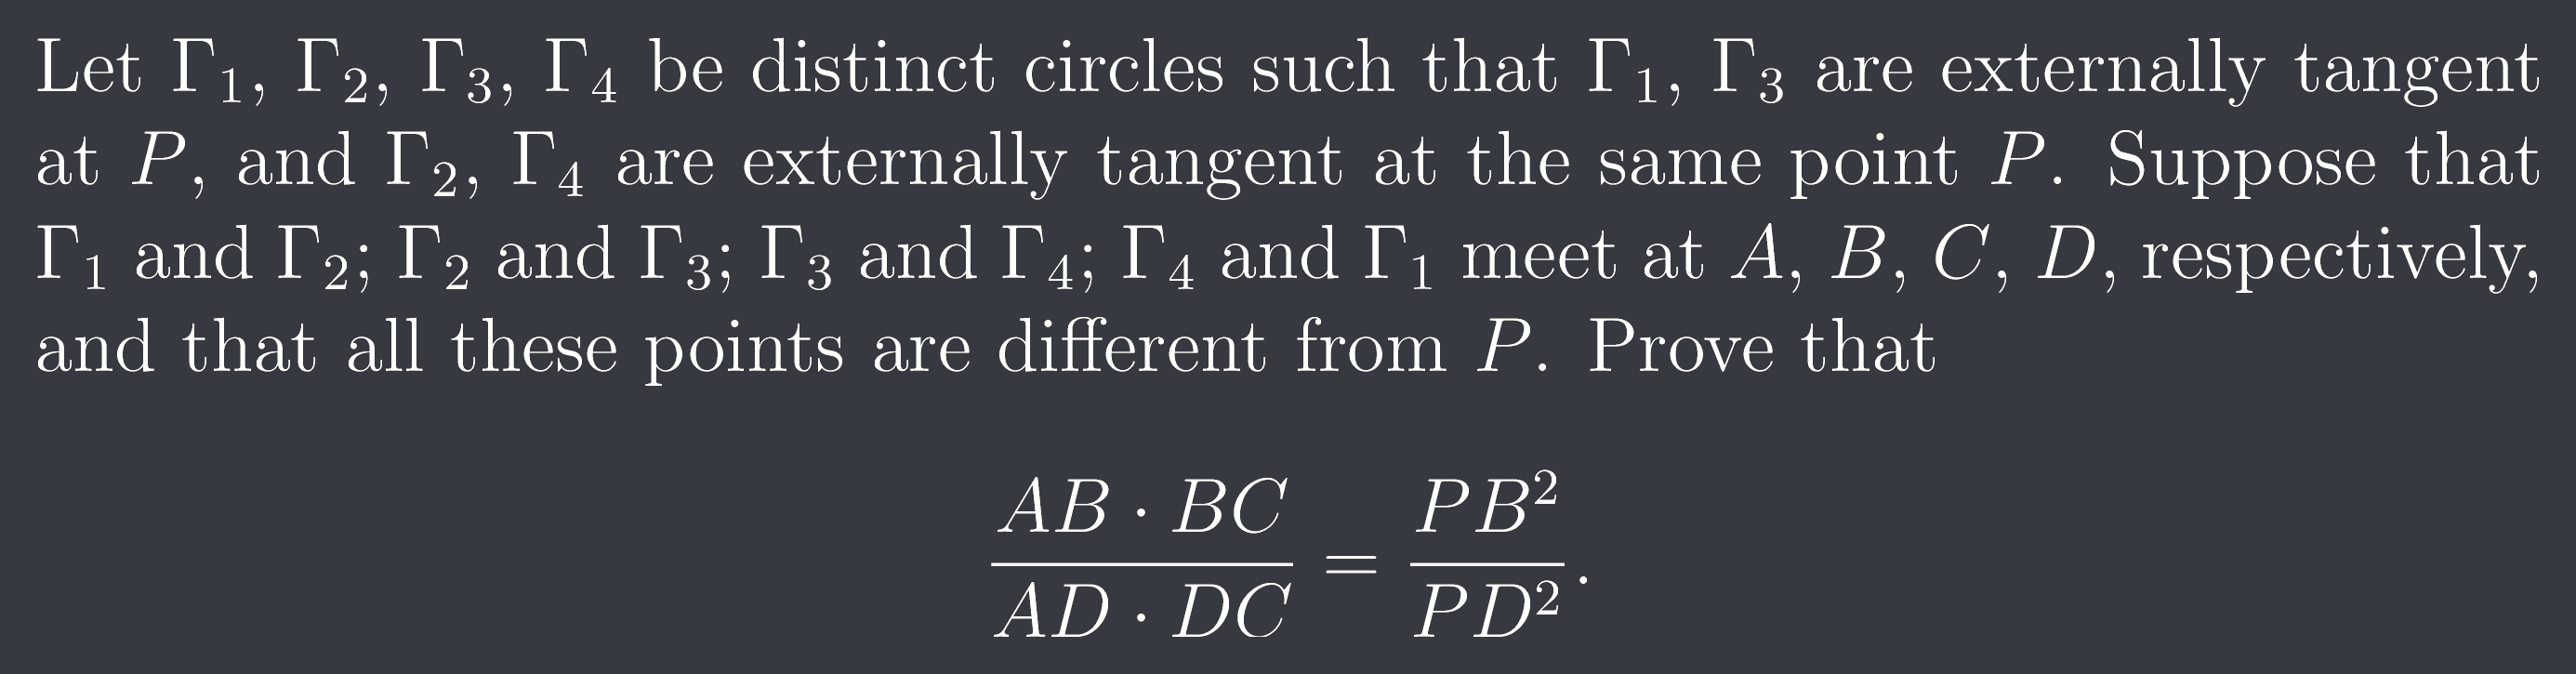 Let Γ₁, Γ₂, Γ₃, Γ₄ be distinct circles such that Γ₁, Γ₃ are externally tangent
at P, and Γ₂, Γ₄ are externally tangent at the same point P. Suppose that
Γ₁ and Γ₂; Γ₂ and Γ₃; Γ₃ and Γ₄; Γ₄ and Γ₁ meet at A, B, C, D, respectively,
and that all these points are different from P. Prove that
\frac{AB · BC}{AD · DC} = \frac{PB²}{PD²}.